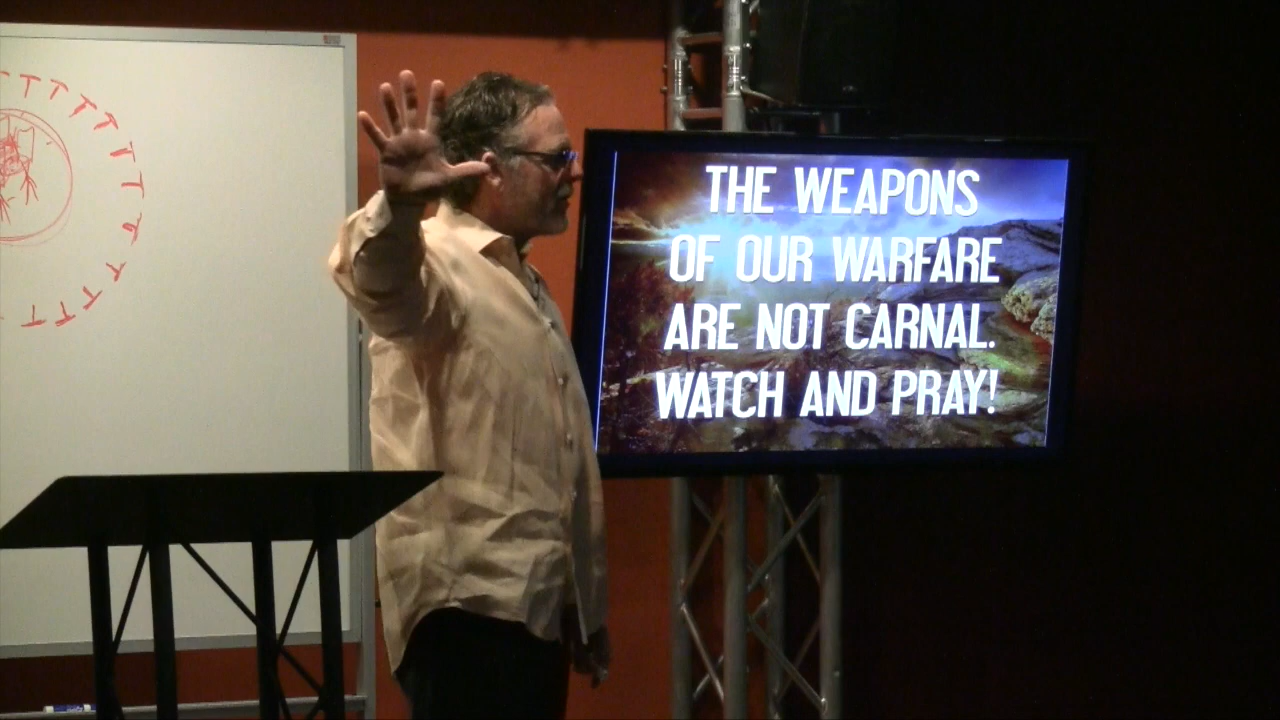 THE WEAPONS
OF OUR WARFARE
ARE NOT CARNAL.
WATCH AND PRAY!